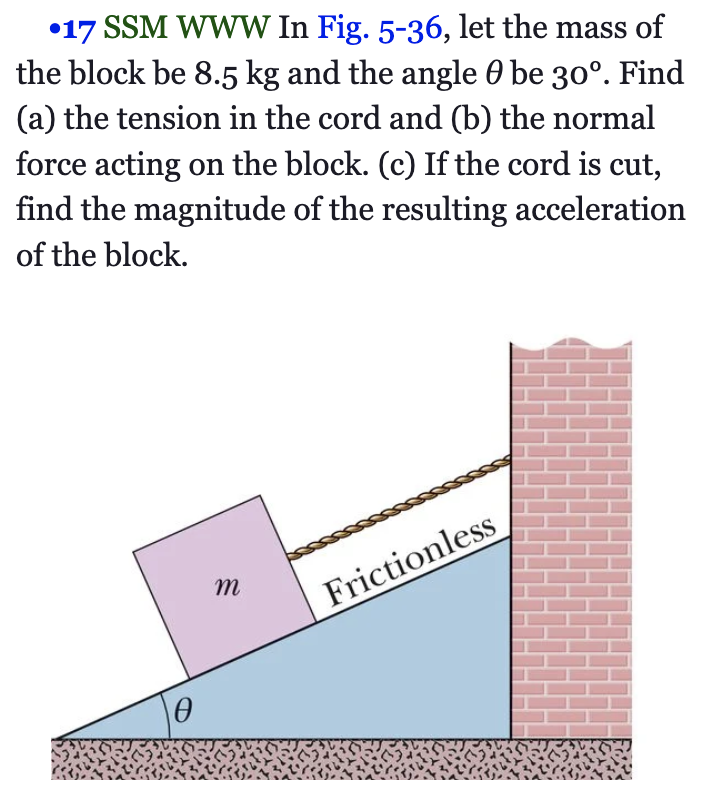 •17 SSM WWW In Fig. 5-36, let the mass of
the block be 8.5 kg and the angle θ be 30°. Find
(a) the tension in the cord and (b) the normal
force acting on the block. (c) If the cord is cut,
find the magnitude of the resulting acceleration
of the block.
m
Frictionless
θ